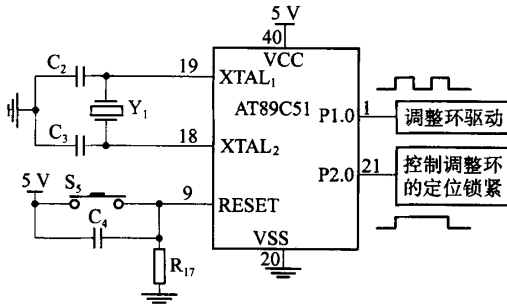 5 V
40
VCC
C₂
19
XTAL₁
Y₁
AT89C51
P1.0
1
调整环驱动
C₃
18
XTAL₂
P2.0
21
控制调整环
的定位锁紧
5 V
S₅
9
RESET
C₄
VSS
20
R₁₇